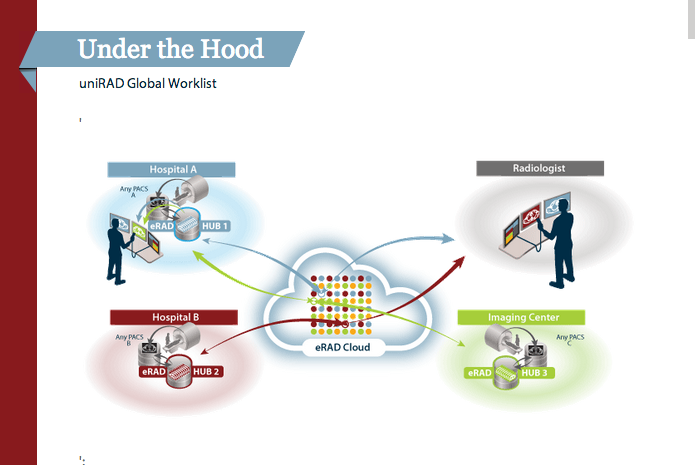 Under the Hood
uniRAD Global Worklist
'
Hospital A
Radiologist
Any PACS
A
eRAD
HUB 1
Hospital B
Imaging Center
Any PACS
B
eRAD
HUB 2
eRAD Cloud
Any PACS
C
eRAD
HUB 3
';